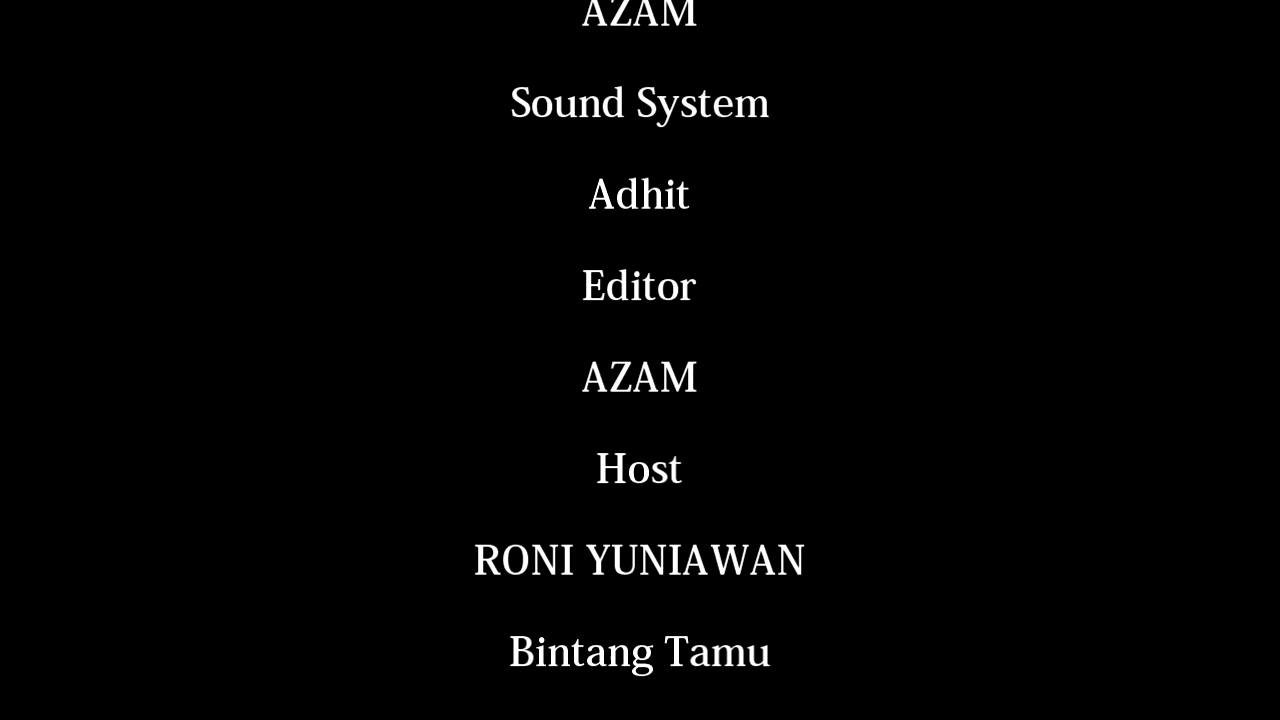 AZAM
Sound System
Adhit
Editor
AZAM
Host
RONI YUNIAWAN
Bintang Tamu